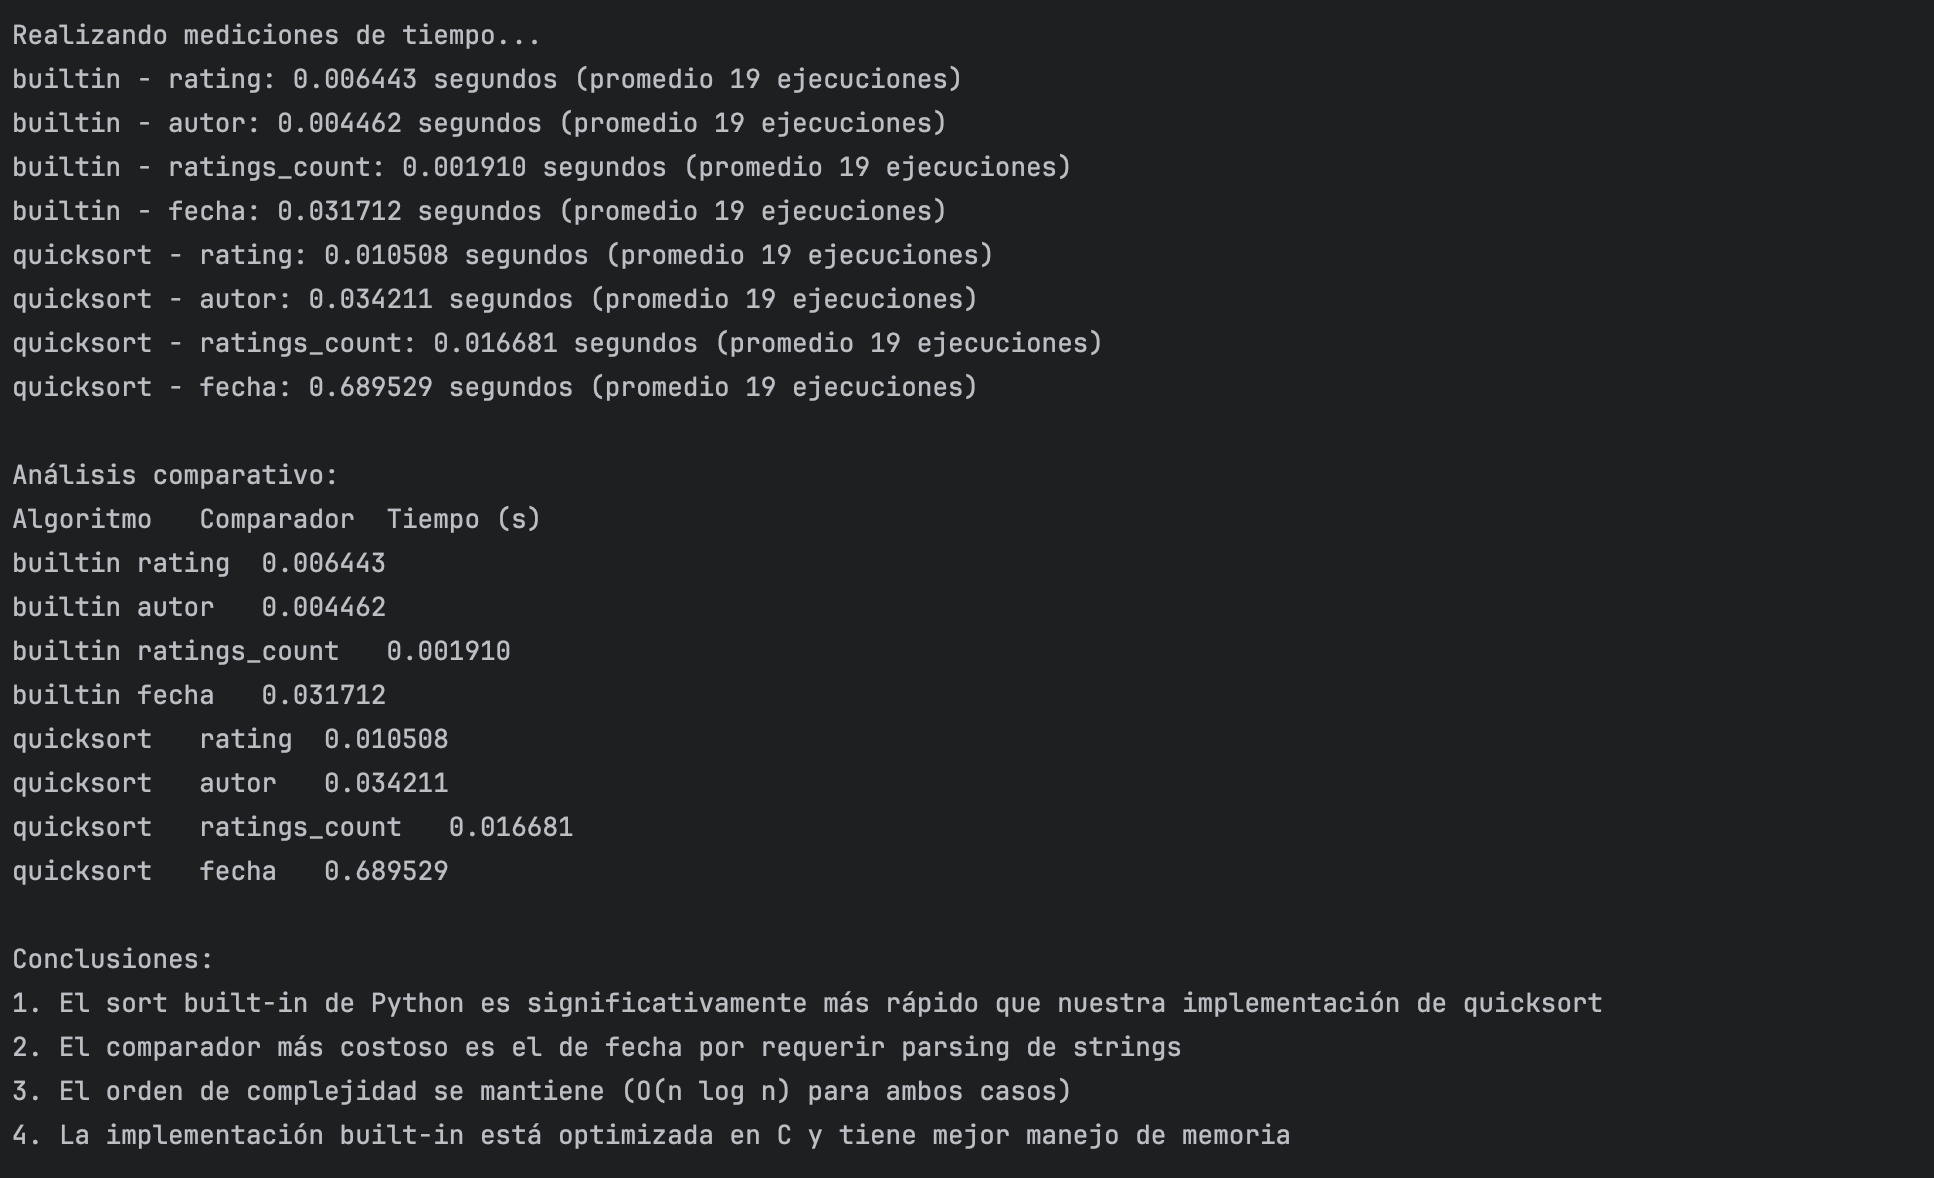 Realizando mediciones de tiempo...
builtin - rating: 0.006443 segundos (promedio 19 ejecuciones)
builtin - autor: 0.004462 segundos (promedio 19 ejecuciones)
builtin - ratings_count: 0.001910 segundos (promedio 19 ejecuciones)
builtin - fecha: 0.031712 segundos (promedio 19 ejecuciones)
quicksort - rating: 0.010508 segundos (promedio 19 ejecuciones)
quicksort - autor: 0.034211 segundos (promedio 19 ejecuciones)
quicksort - ratings_count: 0.016681 segundos (promedio 19 ejecuciones)
quicksort - fecha: 0.689529 segundos (promedio 19 ejecuciones)
Análisis comparativo:
Algoritmo Comparador Tiempo (s)
builtin rating 0.006443
builtin autor 0.004462
builtin ratings_count 0.001910
builtin fecha 0.031712
quicksort rating 0.010508
quicksort autor 0.034211
quicksort ratings_count 0.016681
quicksort fecha 0.689529
Conclusiones:
1. El sort built-in de Python es significativamente más rápido que nuestra implementación de quicksort
2. El comparador más costoso es el de fecha por requerir parsing de strings
3. El orden de complejidad se mantiene (O(n log n) para ambos casos)
4. La implementación built-in está optimizada en C y tiene mejor manejo de memoria